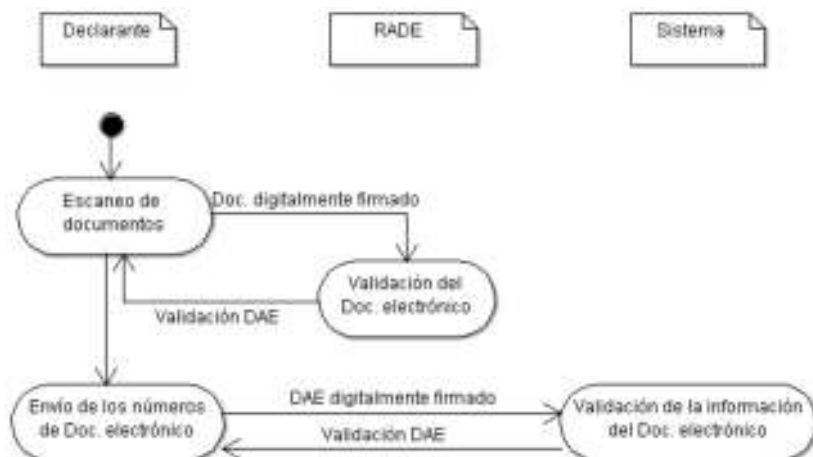 Declarante
RADE
Sistema
Escaneo de
documentos
Doc. digitalmente firmado
Validación del
Doc. electrónico
Validación DAE
Envío de los números
de Doc. electrónico
DAE digitalmente firmado
Validación DAE
Validación de la información
del Doc. electrónico